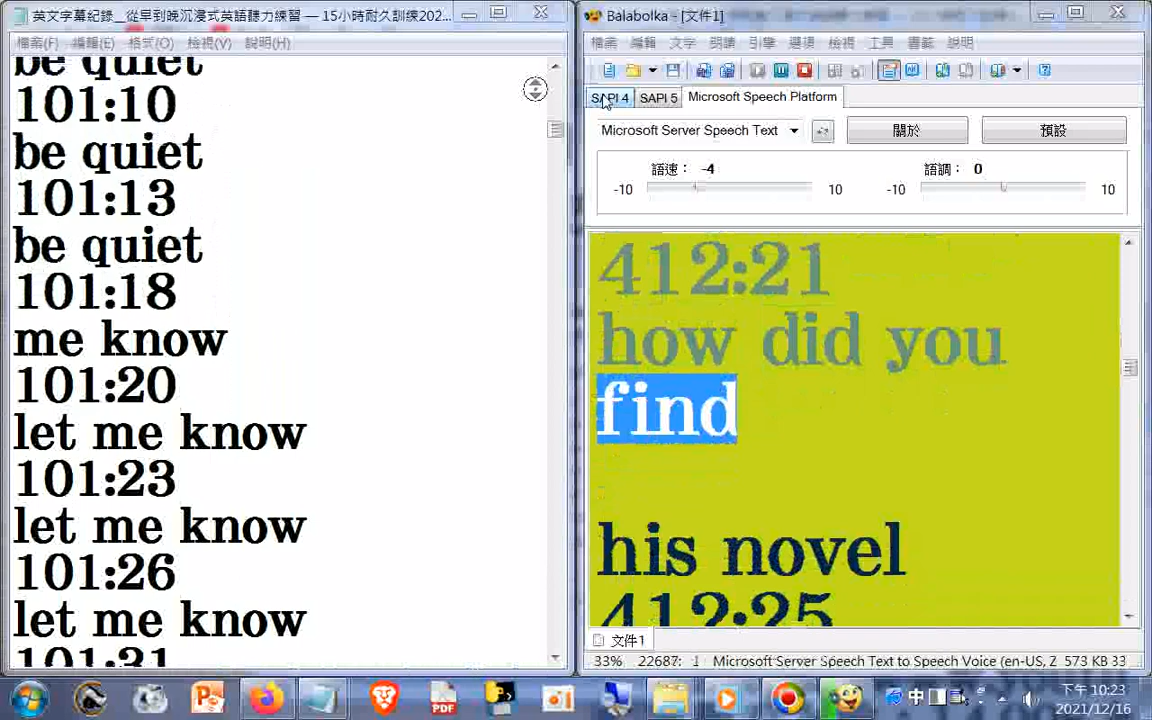 英文字幕紀錄__從早到晚沉浸式英語聽力練習 — 15小時耐久訓練202...
檔案(F) 編輯(E) 格式(O) 檢視(V) 說明(H)
be quiet
101:10
be quiet
101:13
be quiet
101:18
me know
101:20
let me know
101:23
let me know
101:26
let me know
101:31
Balabolka - [文件1]
檔案 編輯 文字 朗讀 引擎 選項 檢視 工具 書籤 說明
SAPI 4 SAPI 5 Microsoft Speech Platform
Microsoft Server Speech Text 關於 預設
語速： -4 語調： 0
-10 10 -10 10
412:21
how did you
find
his novel
412:25
文件1
33% 22687: 1 Microsoft Server Speech Text to Speech Voice (en-US, Z 573 KB 33
中 下午 10:23
2021/12/16